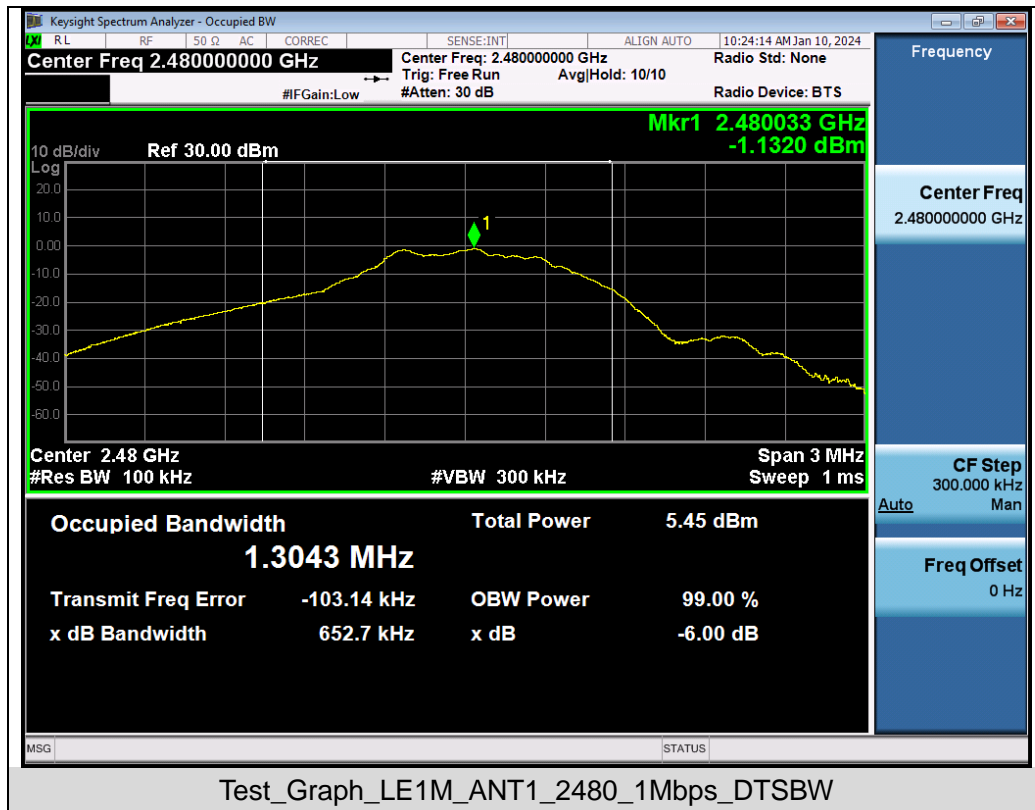 Keysight Spectrum Analyzer - Occupied BW
LXI RL RF 50 Ω AC CORREC SENSE:INT ALIGN AUTO 10:24:14 AM Jan 10, 2024
Center Freq 2.480000000 GHz
Center Freq: 2.480000000 GHz
Radio Std: None
Trig: Free Run Avg|Hold: 10/10
#IFGain:Low
#Atten: 30 dB
Radio Device: BTS
Mkr1 2.480033 GHz
-1.1320 dBm
10 dB/div Ref 30.00 dBm
Log
20.0
10.0
0.00
-10.0
-20.0
-30.0
-40.0
-50.0
-60.0
1
Center 2.48 GHz
Span 3 MHz
#Res BW 100 kHz
#VBW 300 kHz
Sweep 1 ms
Occupied Bandwidth
Total Power 5.45 dBm
1.3043 MHz
Transmit Freq Error -103.14 kHz
OBW Power 99.00 %
x dB Bandwidth 652.7 kHz
x dB -6.00 dB
MSG
STATUS
Frequency
Center Freq
2.480000000 GHz
CF Step
300.000 kHz
Auto Man
Freq Offset
0 Hz
Test_Graph_LE1M_ANT1_2480_1Mbps_DTSBW